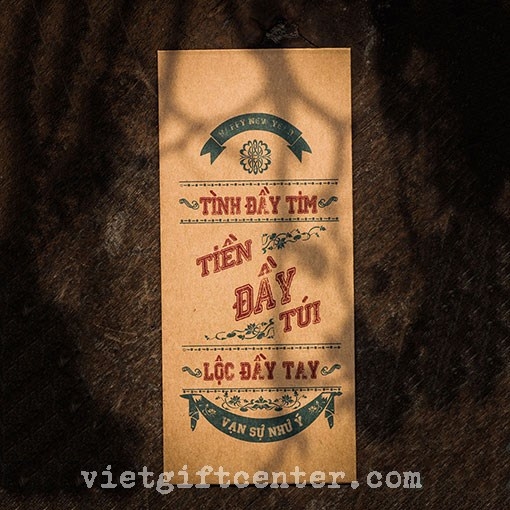 HAPPY NEW YEAR
TÌNH ĐẦY TIM
TIỀN
ĐẦY
TÚI
LỘC ĐẦY TAY
VẠN SỰ NHƯ Ý
vietgiftcenter.com